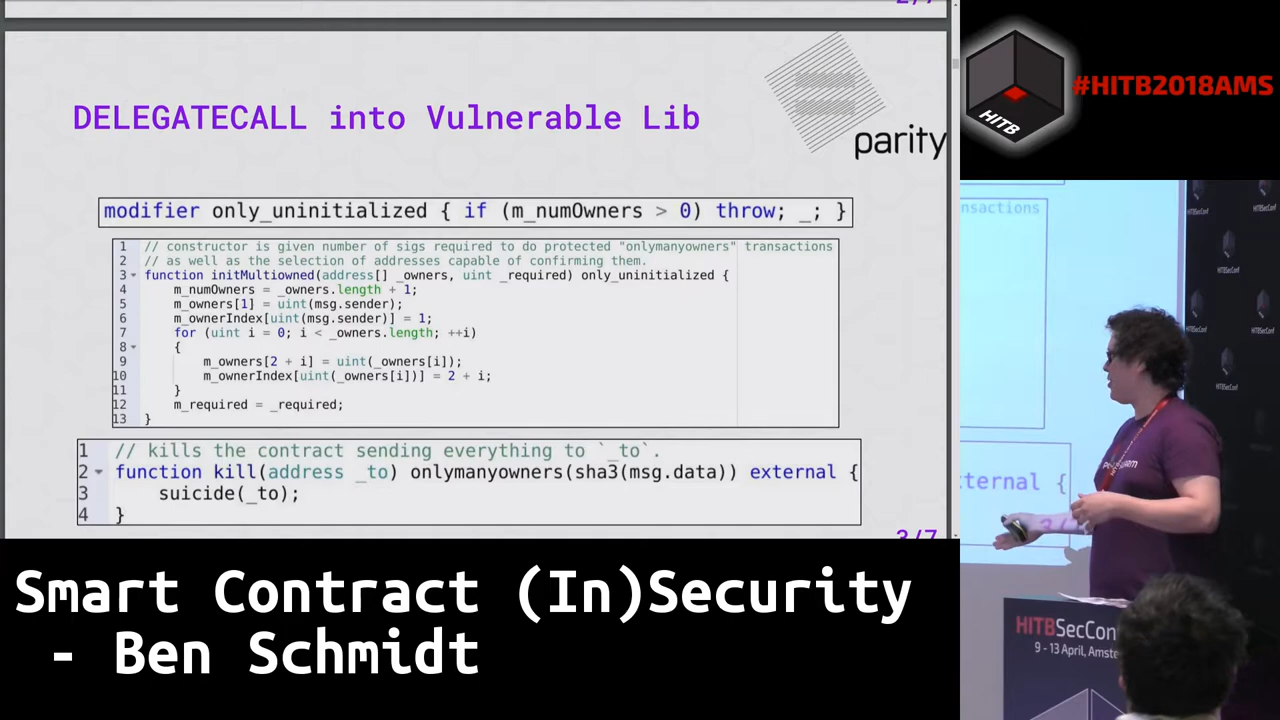 DELEGATECALL into Vulnerable Lib
parity
modifier only_uninitialized { if (m_numOwners > 0) throw; _; }
1 // constructor is given number of sigs required to do protected "onlymanyowners" transactions
2 // as well as the selection of addresses capable of confirming them.
3 function initMultiowned(address[] _owners, uint _required) only_uninitialized {
4 m_numOwners = _owners.length + 1;
5 m_owners[1] = uint(msg.sender);
6 m_ownerIndex[uint(msg.sender)] = 1;
7 for (uint i = 0; i < _owners.length; ++i)
8 {
9 m_owners[2 + i] = uint(_owners[i]);
10 m_ownerIndex[uint(_owners[i])] = 2 + i;
11 }
12 m_required = _required;
13 }
1 // kills the contract sending everything to `_to`.
2 function kill(address _to) onlymanyowners(sha3(msg.data)) external {
3 suicide(_to);
4 }
3/7
Smart Contract (In)Security
- Ben Schmidt
HITB
#HITB2018AMS
nsactions
ternal {
3/
HITBSecCon
9 - 13 April, Amste